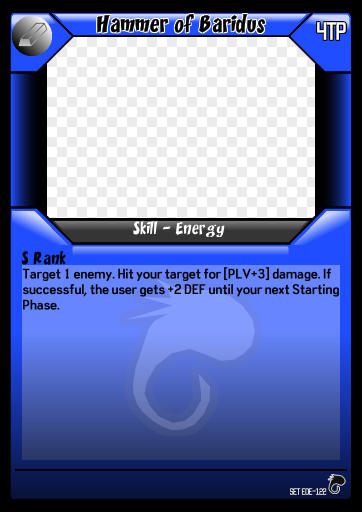 Hammer of Baridus
4TP
Skill - Energy
S Rank
Target 1 enemy. Hit your target for [PLV+3] damage. If
successful, the user gets +2 DEF until your next Starting
Phase.
SET EOE-122